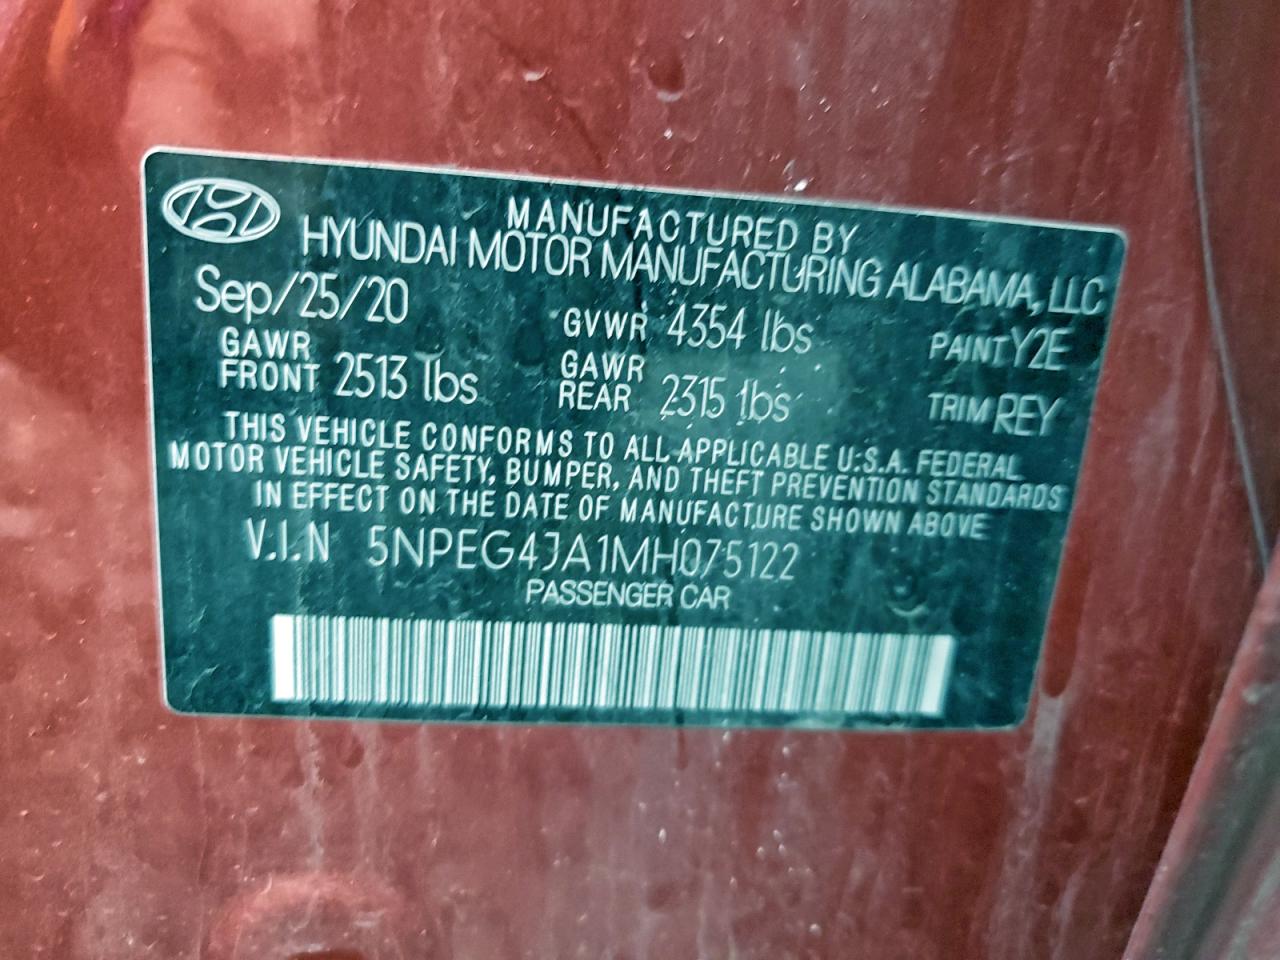 MANUFACTURED BY
HYUNDAI MOTOR MANUFACTURING ALABAMA, LLC
Sep/25/20 GVWR 4354 lbs PAINT Y2E
GAWR FRONT 2513 lbs GAWR REAR 2315 lbs TRIM REY
THIS VEHICLE CONFORMS TO ALL APPLICABLE U.S.A. FEDERAL
MOTOR VEHICLE SAFETY, BUMPER, AND THEFT PREVENTION STANDARDS
IN EFFECT ON THE DATE OF MANUFACTURE SHOWN ABOVE
V.I.N 5NPEG4JA1MH075122
PASSENGER CAR